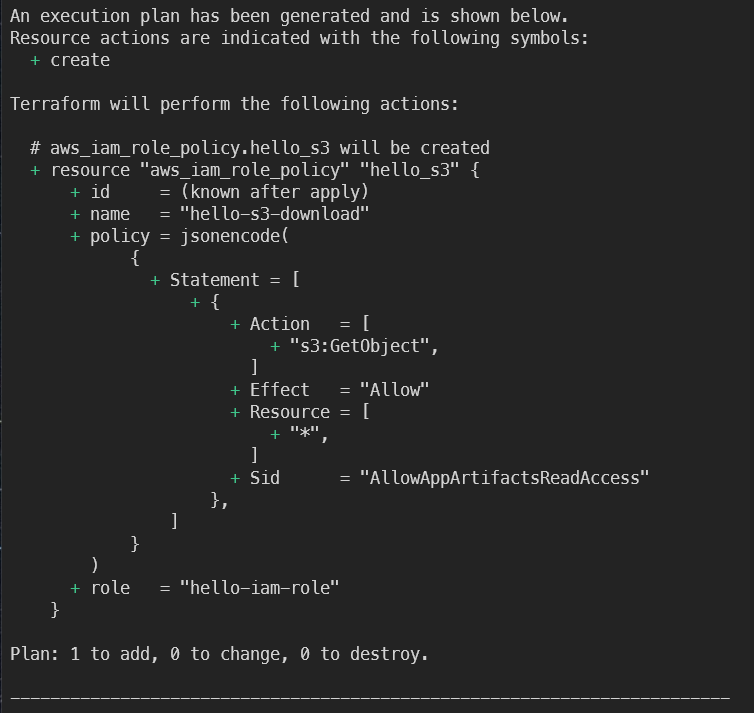 An execution plan has been generated and is shown below.
Resource actions are indicated with the following symbols:
  + create

Terraform will perform the following actions:

  # aws_iam_role_policy.hello_s3 will be created
  + resource "aws_iam_role_policy" "hello_s3" {
      + id     = (known after apply)
      + name   = "hello-s3-download"
      + policy = jsonencode(
            {
              + Statement = [
                  + {
                      + Action   = [
                          + "s3:GetObject",
                        ]
                      + Effect   = "Allow"
                      + Resource = [
                          + "*",
                        ]
                      + Sid      = "AllowAppArtifactsReadAccess"
                    },
                ]
            }
        )
      + role   = "hello-iam-role"
    }

Plan: 1 to add, 0 to change, 0 to destroy.

------------------------------------------------------------------------